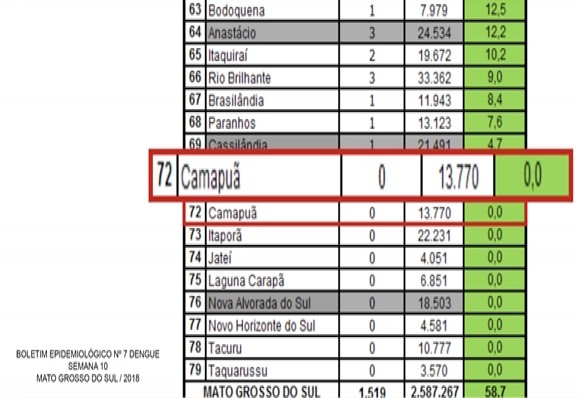 63 Bodoquena 1 7.979 12,5
64 Anastácio 3 24.534 12,2
65 Itaquiraí 2 19.672 10,2
66 Rio Brilhante 3 33.362 9,0
67 Brasilândia 1 11.943 8,4
68 Paranhos 1 13.123 7,6
69 Cassilândia 1 21.491 4,7
72 Camapuã 0 13.770 0,0
72 Camapuã 0 13.770 0,0
73 Itaporã 0 22.231 0,0
74 Jateí 0 4.051 0,0
75 Laguna Carapã 0 6.851 0,0
76 Nova Alvorada do Sul 0 18.503 0,0
77 Novo Horizonte do Sul 0 4.581 0,0
78 Tacuru 0 10.777 0,0
79 Taquarussu 0 3.570 0,0
MATO GROSSO DO SUL 1.519 2.587.267 58,7
BOLETIM EPIDEMIOLÓGICO Nº 7 DENGUE
SEMANA 10
MATO GROSSO DO SUL / 2018